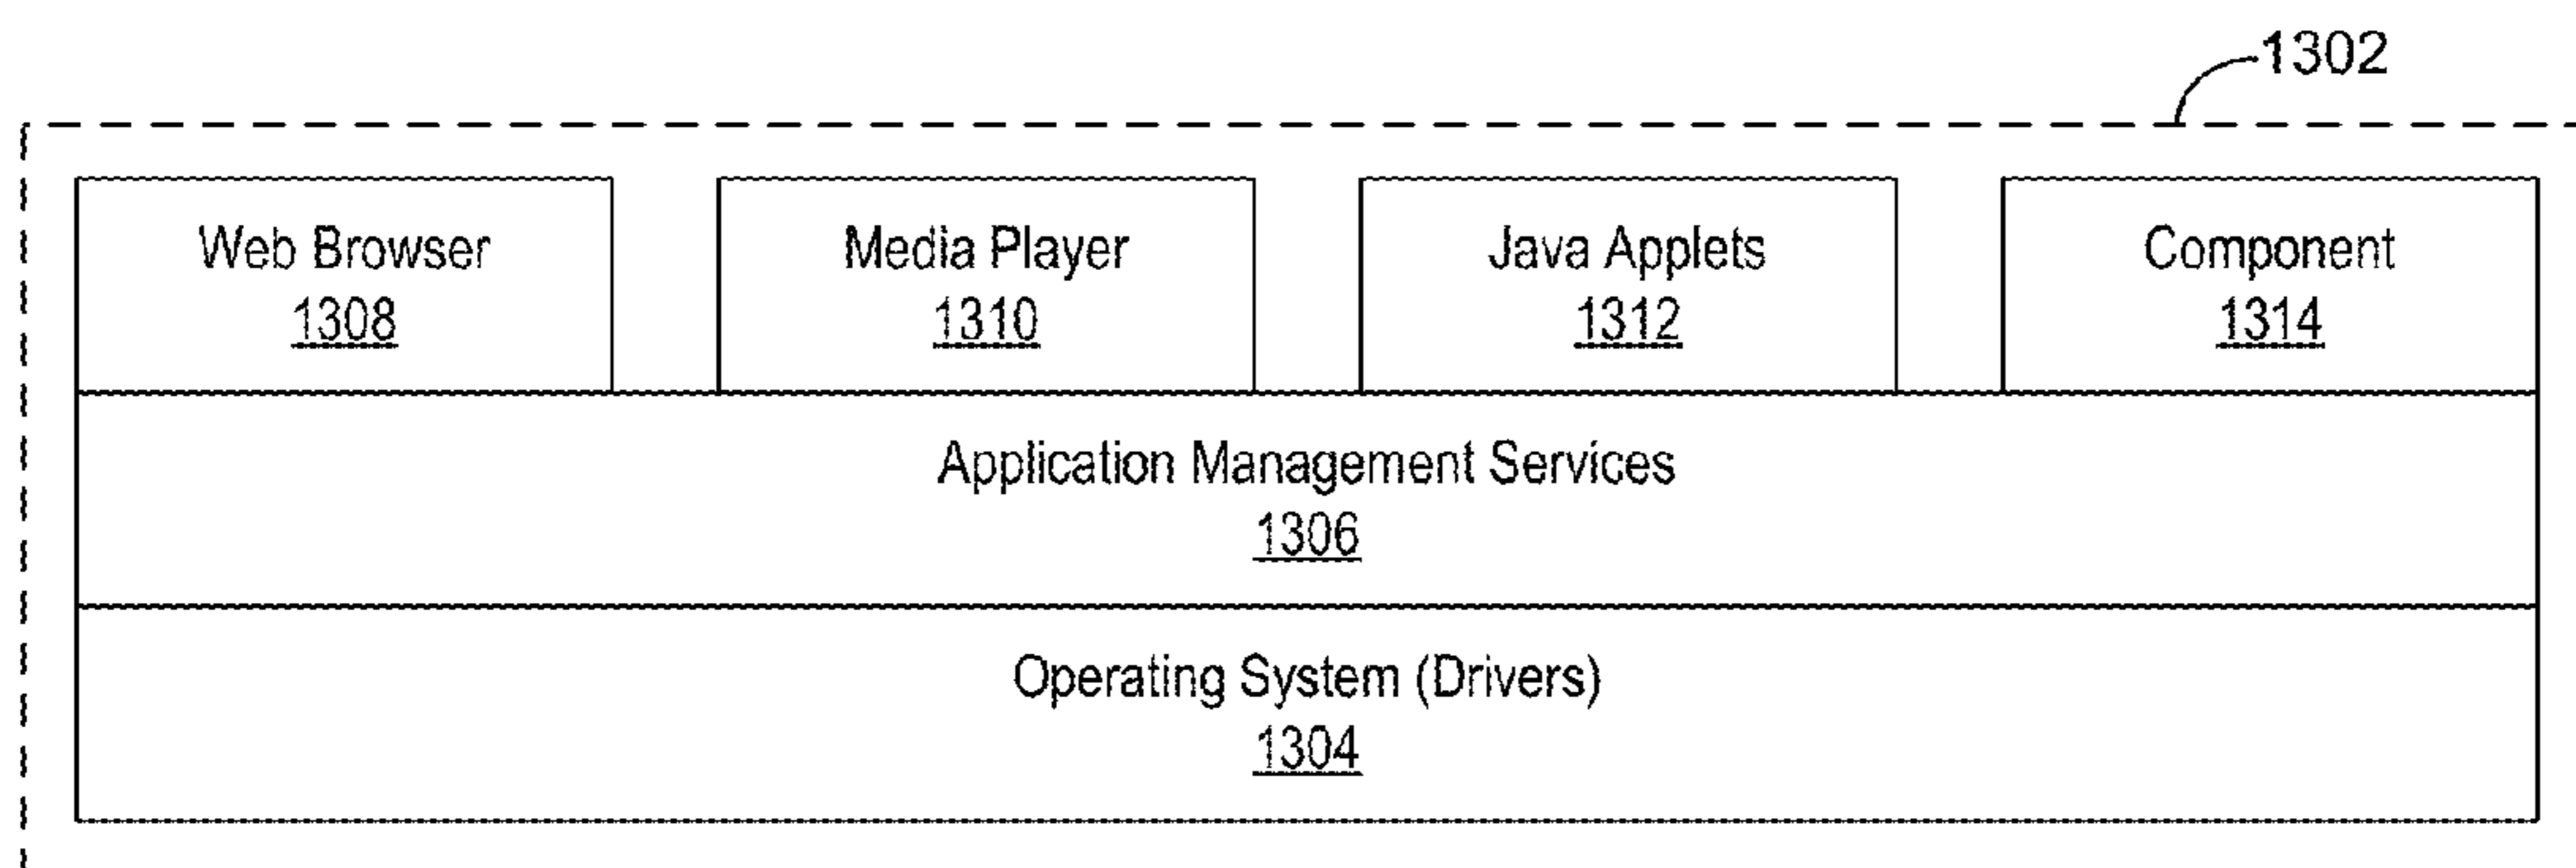 1302
Web Browser
1308
Media Player
1310
Java Applets
1312
Component
1314
Application Management Services
1306
Operating System (Drivers)
1304